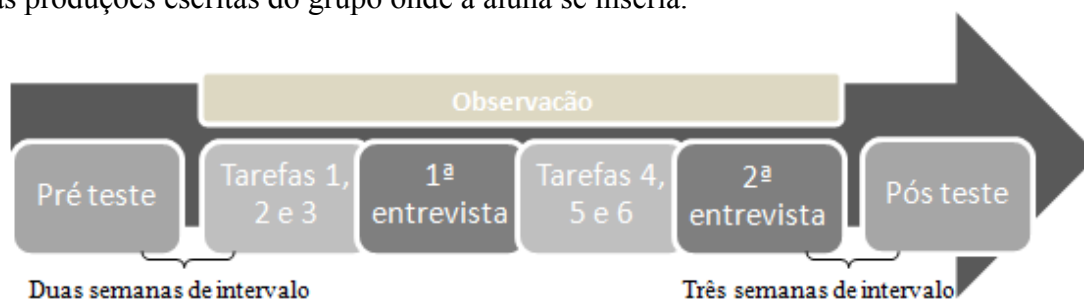 as produções escritas do grupo onde a aluna se inseria.
Observação
Pré teste
Tarefas 1,
2 e 3
1ª
entrevista
Tarefas 4,
5 e 6
2ª
entrevista
Pós teste
Duas semanas de intervalo
Três semanas de intervalo